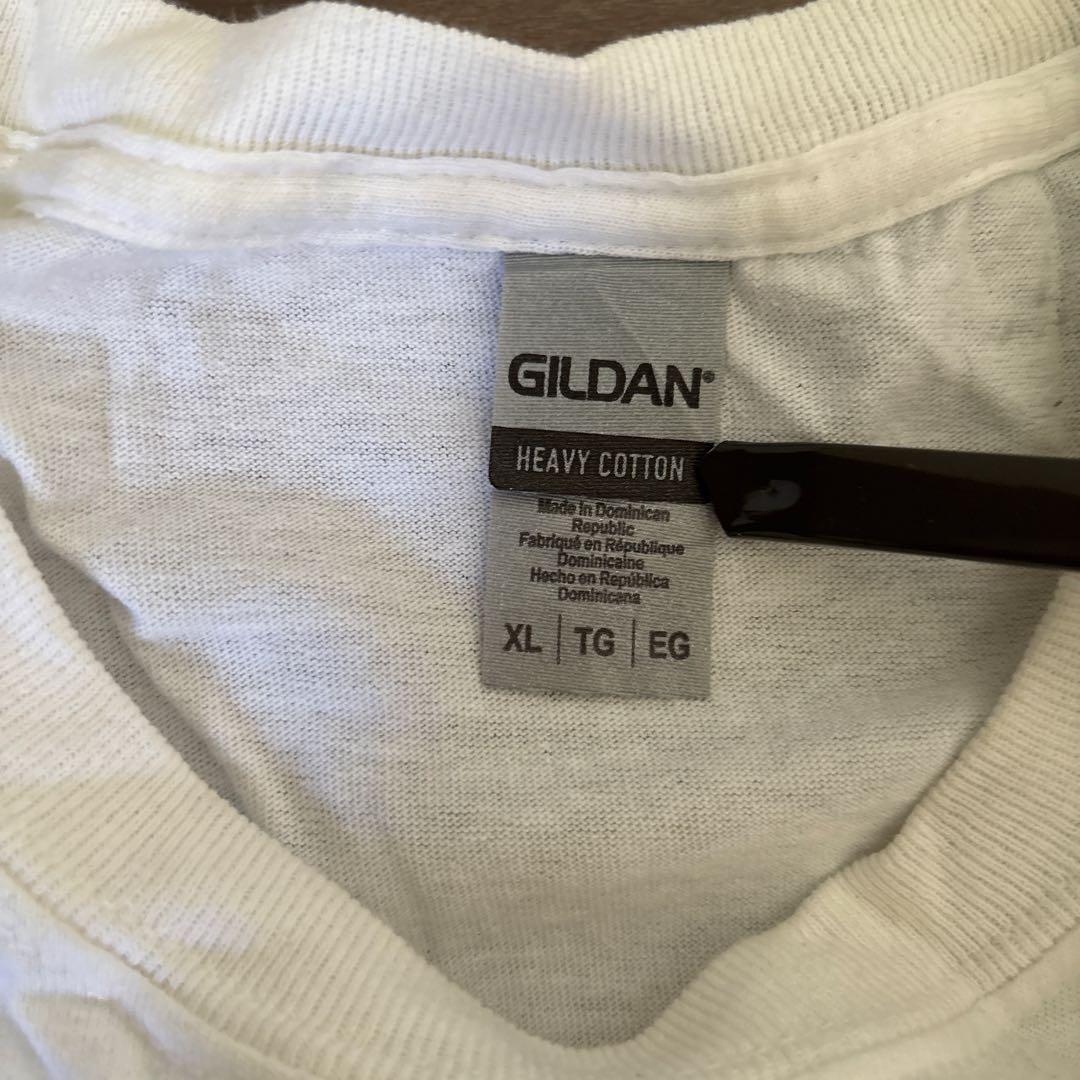 GILDAN®
HEAVY COTTON
Made in Dominican
Republic
Fabriqué en République
Dominicaine
Hecho en República
Dominicana
XL | TG | EG